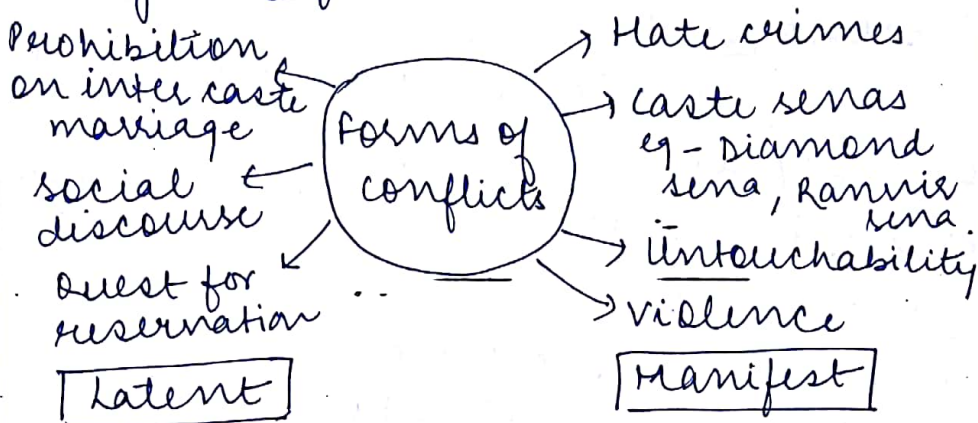 Prohibition
on inter caste
marriage
social
discourse
Quest for
reservation
Latent
Forms of
conflicts
Hate crimes
caste senas
eg - Diamond
sena, Ranvir
sena
Untouchability
violence
Manifest